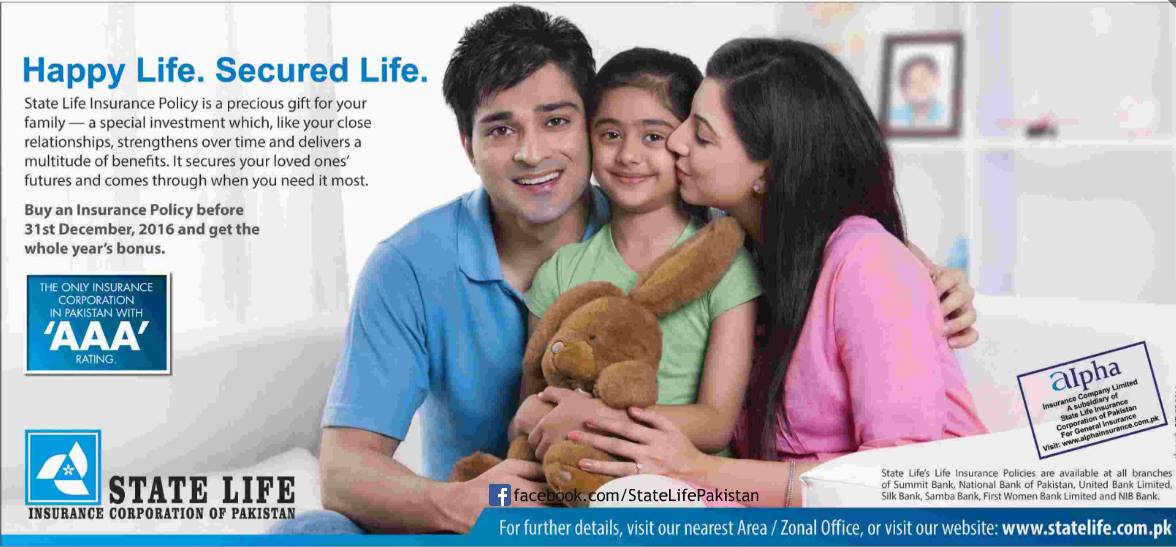 Happy Life. Secured Life.
State Life Insurance Policy is a precious gift for your
family — a special investment which, like your close
relationships, strengthens over time and delivers a
multitude of benefits. It secures your loved ones'
futures and comes through when you need it most.
Buy an Insurance Policy before
31st December, 2016 and get the
whole year's bonus.
THE ONLY INSURANCE
CORPORATION
IN PAKISTAN WITH
'AAA'
RATING.
STATE LIFE
INSURANCE CORPORATION OF PAKISTAN
facebook.com/StateLifePakistan
alpha
Insurance Company Limited
A subsidiary of
State Life Insurance
Corporation of Pakistan
For General Insurance
Visit: www.alphainsurance.com.pk
State Life's Life Insurance Policies are available at all branches
of Summit Bank, National Bank of Pakistan, United Bank Limited,
Silk Bank, Samba Bank, First Women Bank Limited and NIB Bank.
For further details, visit our nearest Area / Zonal Office, or visit our website: www.statelife.com.pk